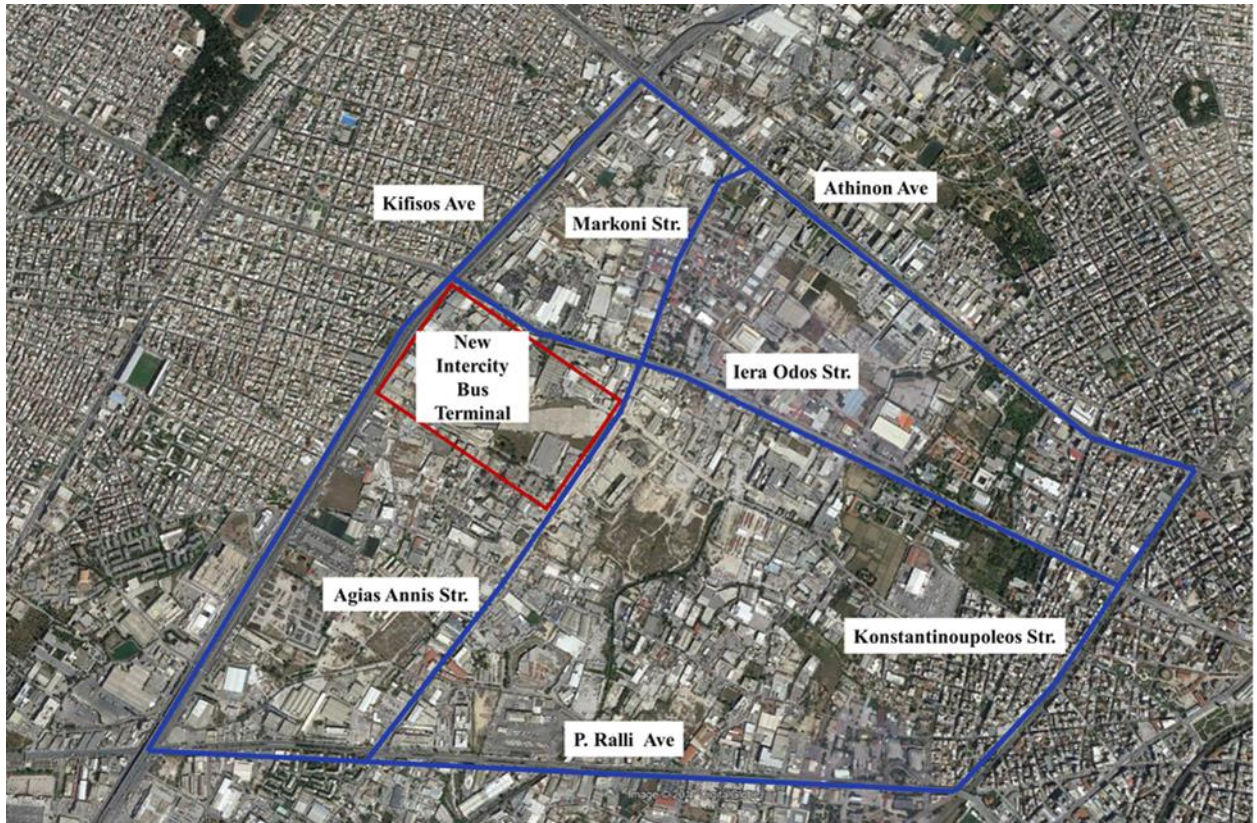 Kifisos Ave
Athinon Ave
Markoni Str.
New
Intercity
Bus
Terminal
Iera Odos Str.
Agias Annis Str.
Konstantinoupoleos Str.
P. Ralli Ave